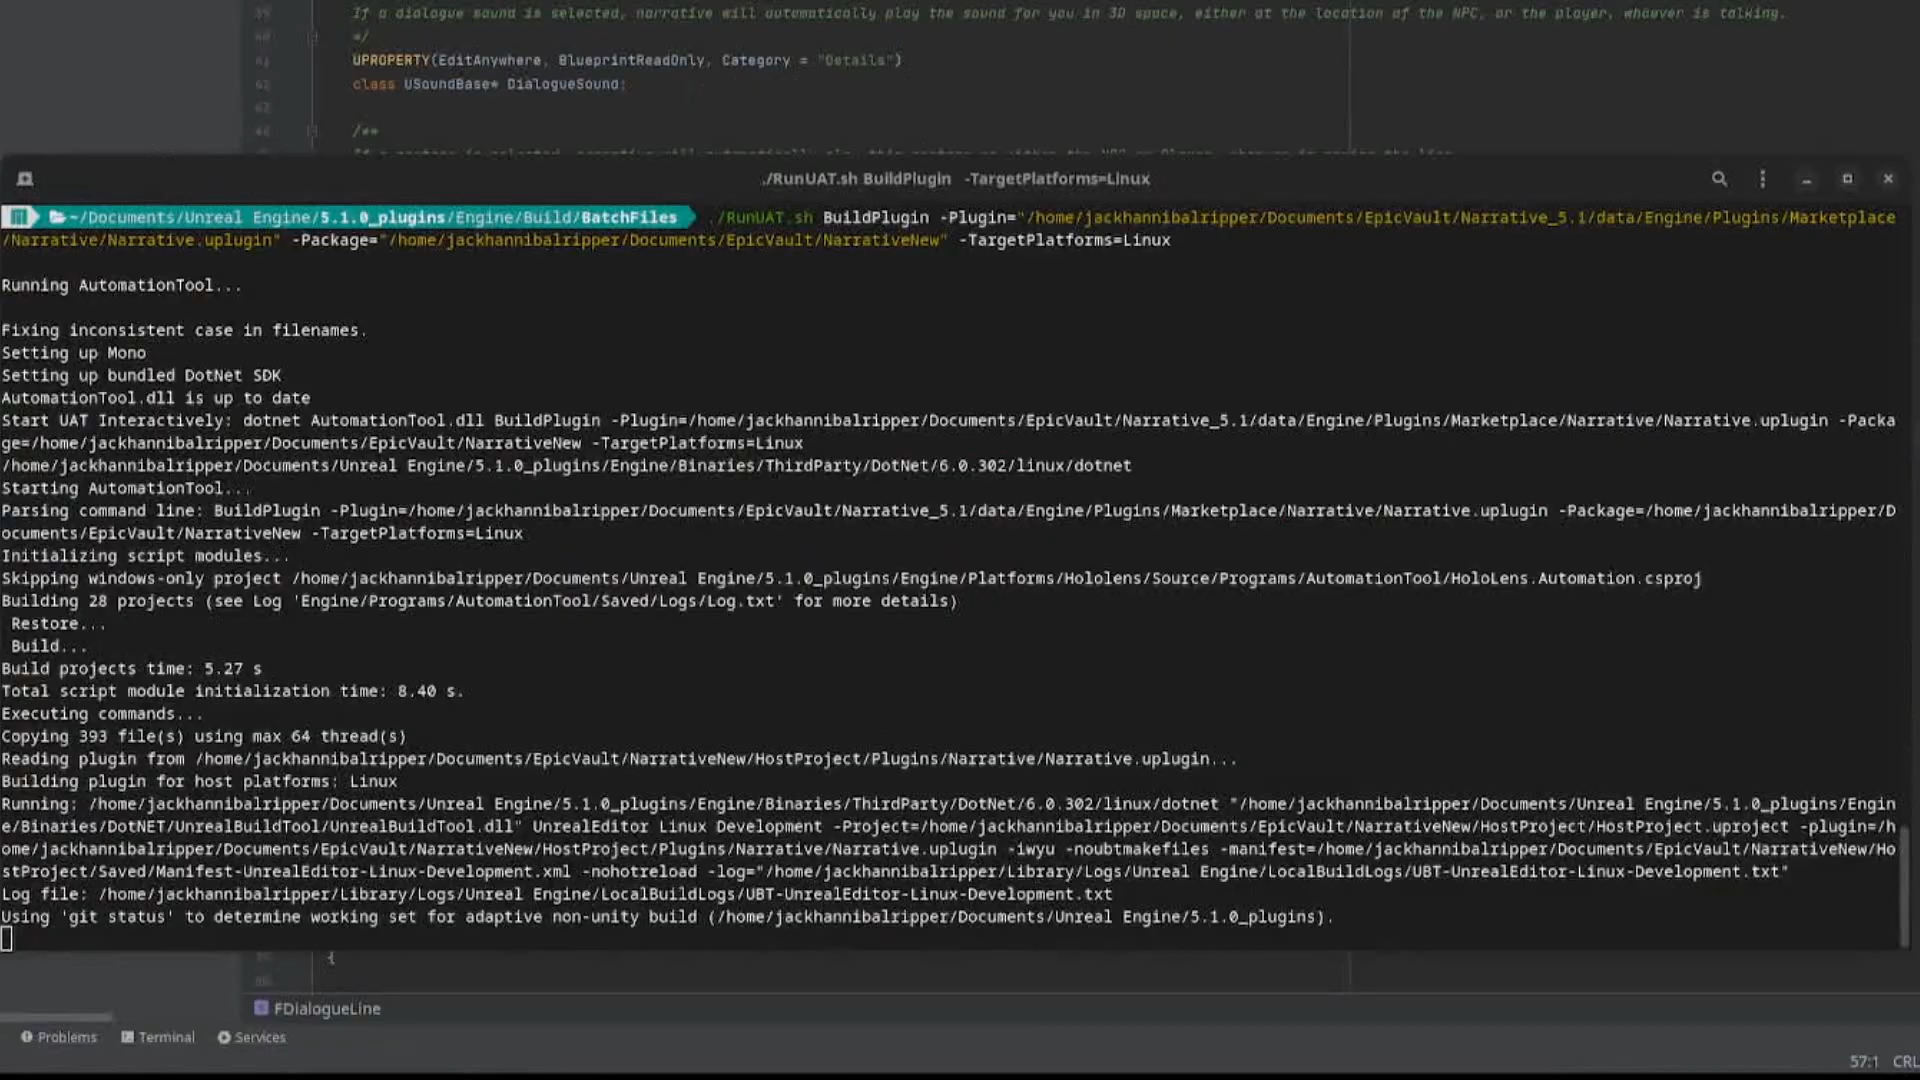 59 If a dialogue sound is selected, narrative will automatically play the sound for you in 3D space, either at the location of the NPC, or the player, whoever is talking.
60 */
61 UPROPERTY(EditAnywhere, BlueprintReadOnly, Category = "Details")
62 class USoundBase* DialogueSound;
63
/**
./RunUAT.sh BuildPlugin -TargetPlatforms=Linux
~/Documents/Unreal Engine/5.1.0_plugins/Engine/Build/BatchFiles ./RunUAT.sh BuildPlugin -Plugin="/home/jackhannibalripper/Documents/EpicVault/Narrative_5.1/data/Engine/Plugins/Marketplace
/Narrative/Narrative.uplugin" -Package="/home/jackhannibalripper/Documents/EpicVault/NarrativeNew" -TargetPlatforms=Linux
Running AutomationTool...
Fixing inconsistent case in filenames.
Setting up Mono
Setting up bundled DotNet SDK
AutomationTool.dll is up to date
Start UAT Interactively: dotnet AutomationTool.dll BuildPlugin -Plugin=/home/jackhannibalripper/Documents/EpicVault/Narrative_5.1/data/Engine/Plugins/Marketplace/Narrative/Narrative.uplugin -Packa
ge=/home/jackhannibalripper/Documents/EpicVault/NarrativeNew -TargetPlatforms=Linux
/home/jackhannibalripper/Documents/Unreal Engine/5.1.0_plugins/Engine/Binaries/ThirdParty/DotNet/6.0.302/linux/dotnet
Starting AutomationTool...
Parsing command line: BuildPlugin -Plugin=/home/jackhannibalripper/Documents/EpicVault/Narrative_5.1/data/Engine/Plugins/Marketplace/Narrative/Narrative.uplugin -Package=/home/jackhannibalripper/D
ocuments/EpicVault/NarrativeNew -TargetPlatforms=Linux
Initializing script modules...
Skipping windows-only project /home/jackhannibalripper/Documents/Unreal Engine/5.1.0_plugins/Engine/Platforms/Hololens/Source/Programs/AutomationTool/HoloLens.Automation.csproj
Building 28 projects (see Log 'Engine/Programs/AutomationTool/Saved/Logs/Log.txt' for more details)
Restore...
Build...
Build projects time: 5.27 s
Total script module initialization time: 8.40 s.
Executing commands...
Copying 393 file(s) using max 64 thread(s)
Reading plugin from /home/jackhannibalripper/Documents/EpicVault/NarrativeNew/HostProject/Plugins/Narrative/Narrative.uplugin...
Building plugin for host platforms: Linux
Running: /home/jackhannibalripper/Documents/Unreal Engine/5.1.0_plugins/Engine/Binaries/ThirdParty/DotNet/6.0.302/linux/dotnet "/home/jackhannibalripper/Documents/Unreal Engine/5.1.0_plugins/Engin
e/Binaries/DotNET/UnrealBuildTool/UnrealBuildTool.dll" UnrealEditor Linux Development -Project=/home/jackhannibalripper/Documents/EpicVault/NarrativeNew/HostProject/HostProject.uproject -plugin=/h
ome/jackhannibalripper/Documents/EpicVault/NarrativeNew/HostProject/Plugins/Narrative/Narrative.uplugin -iwyu -noubtmakefiles -manifest=/home/jackhannibalripper/Documents/EpicVault/NarrativeNew/Ho
stProject/Saved/Manifest-UnrealEditor-Linux-Development.xml -nohotreload -log="/home/jackhannibalripper/Library/Logs/Unreal Engine/LocalBuildLogs/UBT-UnrealEditor-Linux-Development.txt"
Log file: /home/jackhannibalripper/Library/Logs/Unreal Engine/LocalBuildLogs/UBT-UnrealEditor-Linux-Development.txt
Using 'git status' to determine working set for adaptive non-unity build (/home/jackhannibalripper/Documents/Unreal Engine/5.1.0_plugins).
{
FDialogueLine
Problems Terminal Services
57:1 CRL